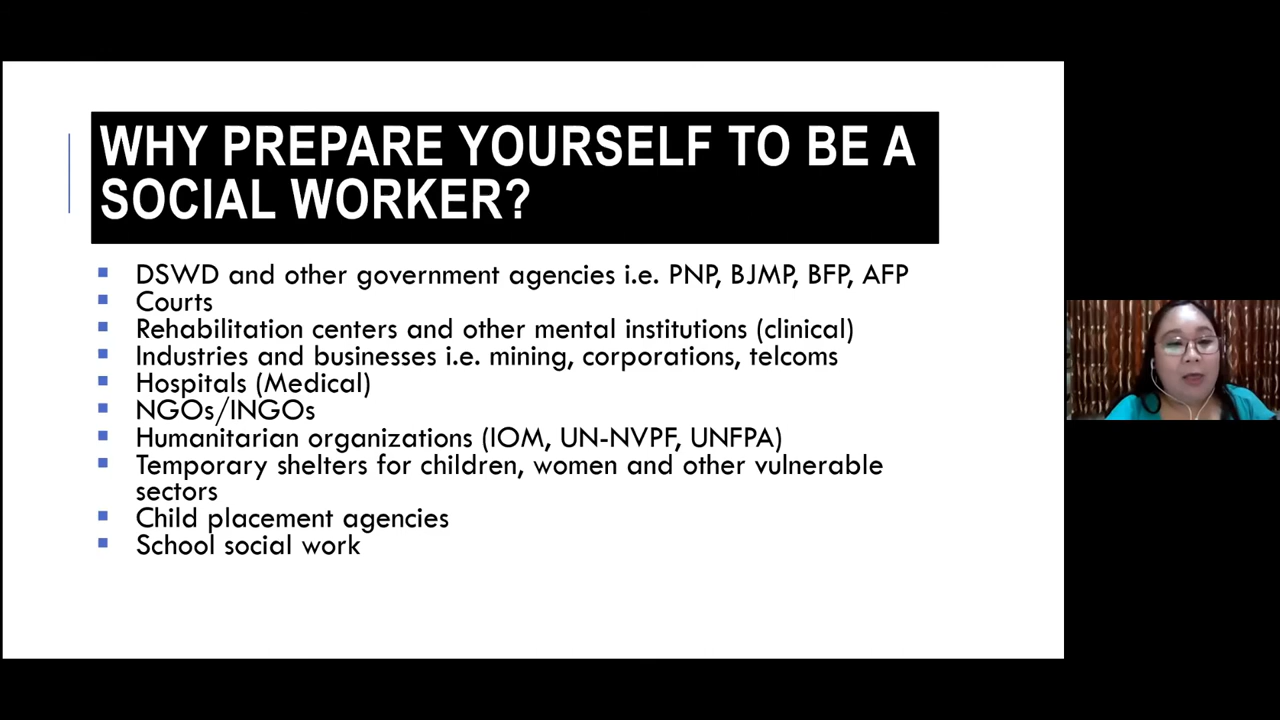 WHY PREPARE YOURSELF TO BE A
SOCIAL WORKER?
DSWD and other government agencies i.e. PNP, BJMP, BFP, AFP
Courts
Rehabilitation centers and other mental institutions (clinical)
Industries and businesses i.e. mining, corporations, telcoms
Hospitals (Medical)
NGOs/INGOs
Humanitarian organizations (IOM, UN-NVPF, UNFPA)
Temporary shelters for children, women and other vulnerable
sectors
Child placement agencies
School social work